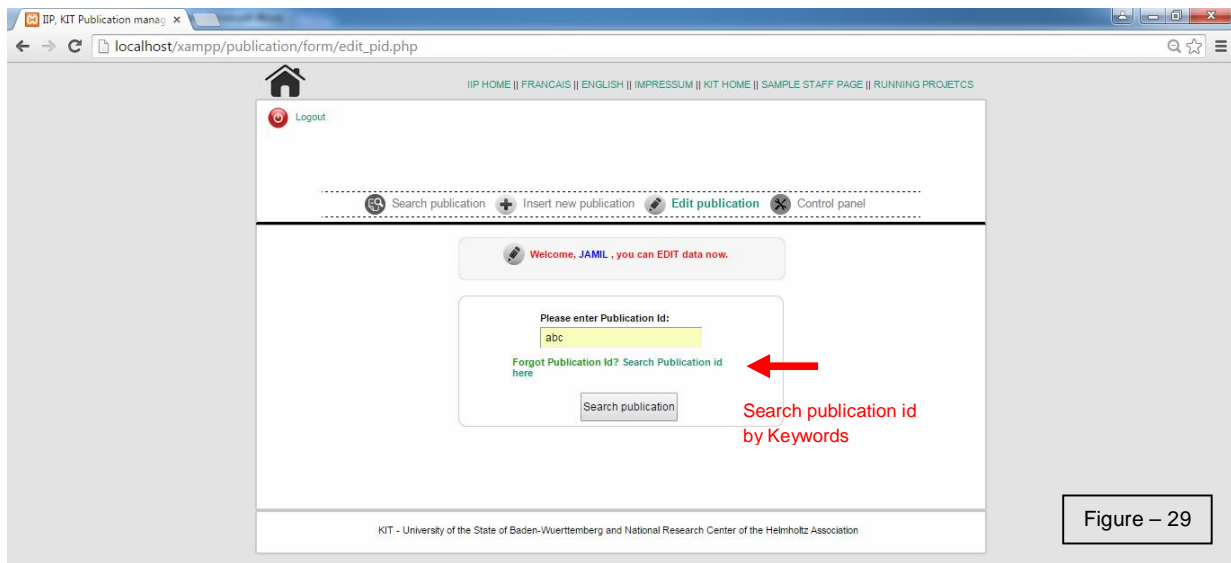 IIP, KIT Publication manag
localhost/xampp/publication/form/edit_pid.php
IIP HOME || FRANCAIS || ENGLISH || IMPRESSUM || KIT HOME || SAMPLE STAFF PAGE || RUNNING PROJETCS
Logout
Search publication Insert new publication Edit publication Control panel
Welcome, JAMIL , you can EDIT data now.
Please enter Publication Id:
abc
Forgot Publication Id? Search Publication id
here
Search publication
Search publication id
by Keywords
KIT - University of the State of Baden-Wuerttemberg and National Research Center of the Helmholtz Association
Figure – 29